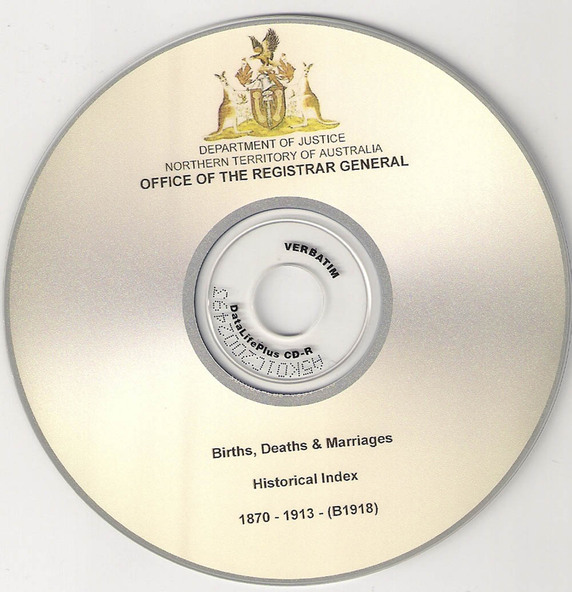 DEPARTMENT OF JUSTICE
NORTHERN TERRITORY OF AUSTRALIA
OFFICE OF THE REGISTRAR GENERAL
VERBATIM
DataLifePlus CD-R
Births, Deaths & Marriages
Historical Index
1870 - 1913 - (B1918)